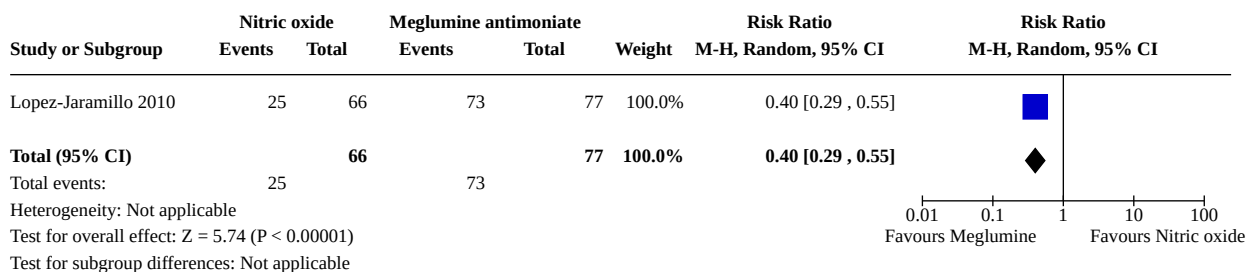 Nitric oxide Meglumine antimoniate Risk Ratio Risk Ratio
Study or Subgroup Events Total Events Total Weight M-H, Random, 95% CI M-H, Random, 95% CI
Lopez-Jaramillo 2010 25 66 73 77 100.0% 0.40 [0.29 , 0.55]
Total (95% CI) 66 77 100.0% 0.40 [0.29 , 0.55]
Total events: 25 73
Heterogeneity: Not applicable
0.01 0.1 1 10 100
Test for overall effect: Z = 5.74 (P < 0.00001) Favours Meglumine Favours Nitric oxide
Test for subgroup differences: Not applicable